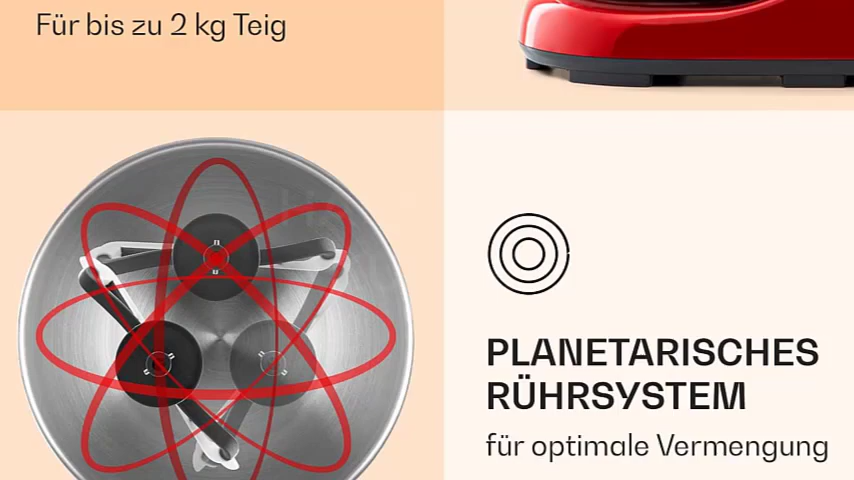 Für bis zu 2 kg Teig
PLANETARISCHES
RÜHRSYSTEM
für optimale Vermengung